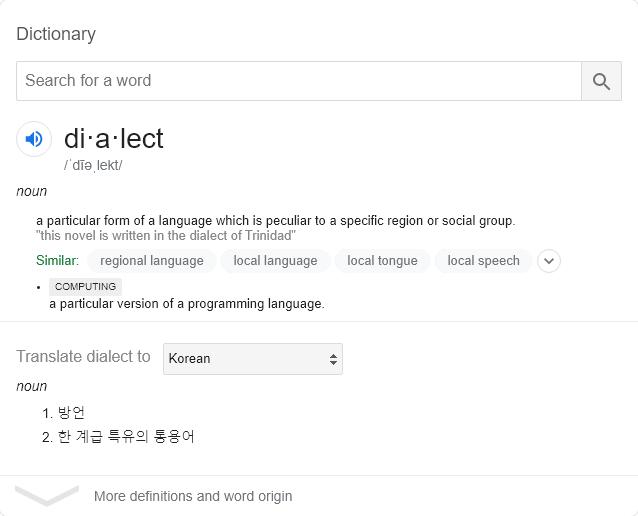 Dictionary
Search for a word
di·a·lect
/ˈdīəˌlekt/
noun
a particular form of a language which is peculiar to a specific region or social group.
"this novel is written in the dialect of Trinidad"
Similar: regional language local language local tongue local speech
• COMPUTING
a particular version of a programming language.
Translate dialect to Korean
noun
1. 방언
2. 한 계급 특유의 통용어
More definitions and word origin